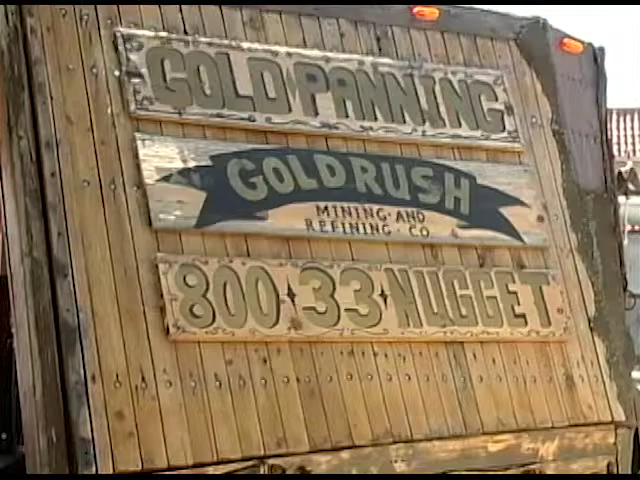 GOLD PANNING
GOLD RUSH
MINING · AND
REFINING · CO
800 · 33 · NUGGET